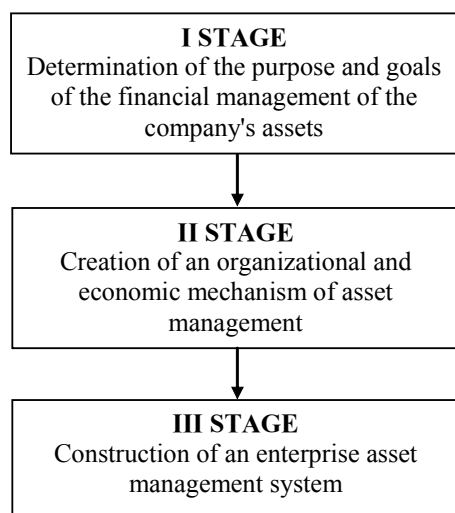 I STAGE
Determination of the purpose and goals
of the financial management of the
company's assets
II STAGE
Creation of an organizational and
economic mechanism of asset
management
III STAGE
Construction of an enterprise asset
management system